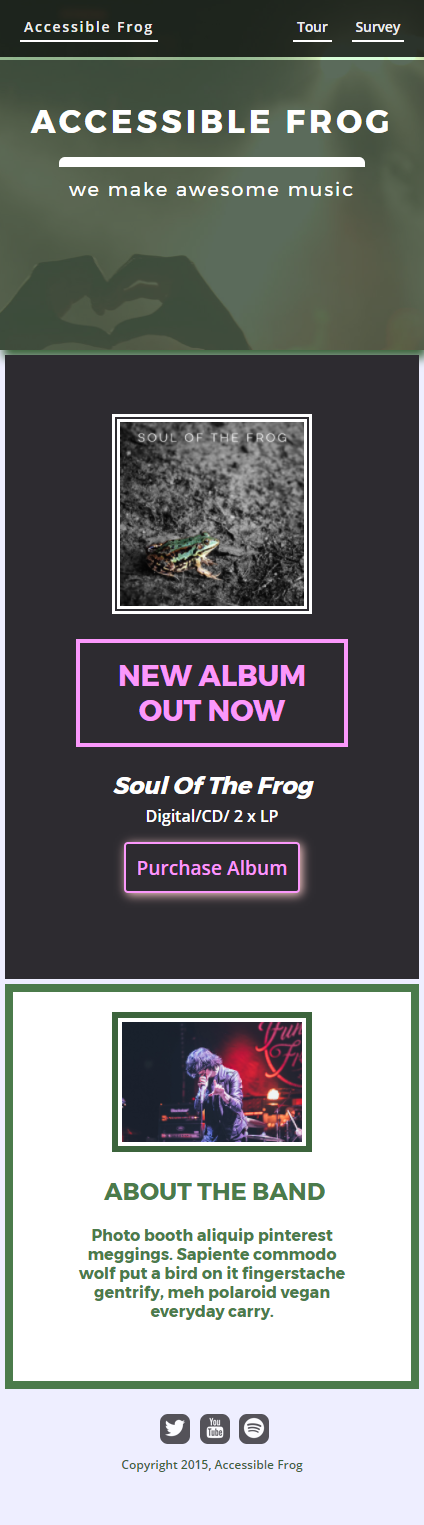 Accessible Frog Tour Survey
ACCESSIBLE FROG
we make awesome music
SOUL OF THE FROG
NEW ALBUM
OUT NOW
Soul Of The Frog
Digital/CD/ 2 x LP
Purchase Album
ABOUT THE BAND
Photo booth aliquip pinterest
meggings. Sapiente commodo
wolf put a bird on it fingerstache
gentrify, meh polaroid vegan
everyday carry.
You
Tube
Copyright 2015, Accessible Frog